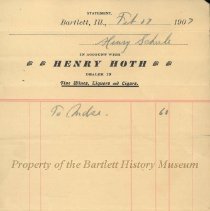 STATEMENT.
Bartlett, Ill., Feb 17 1907
Henry Schule
IN ACCOUNT WITH
HENRY HOTH
DEALER IN
Fine Wines, Liquors and Cigars.
To Mdse. 60
Property of the Bartlett History Museum